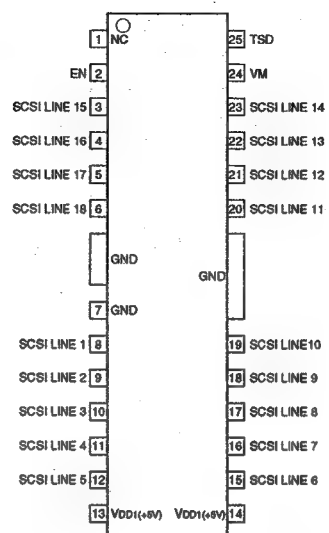 1 NC 25 TSD
EN 2 24 VM
SCSI LINE 15 3 23 SCSI LINE 14
SCSI LINE 16 4 22 SCSI LINE 13
SCSI LINE 17 5 21 SCSI LINE 12
SCSI LINE 18 6 20 SCSI LINE 11
GND
GND
7 GND
SCSI LINE 1 8 19 SCSI LINE10
SCSI LINE 2 9 18 SCSI LINE 9
SCSI LINE 3 10 17 SCSI LINE 8
SCSI LINE 4 11 16 SCSI LINE 7
SCSI LINE 5 12 15 SCSI LINE 6
13 VDD1(+5V) VDD1(+5V) 14